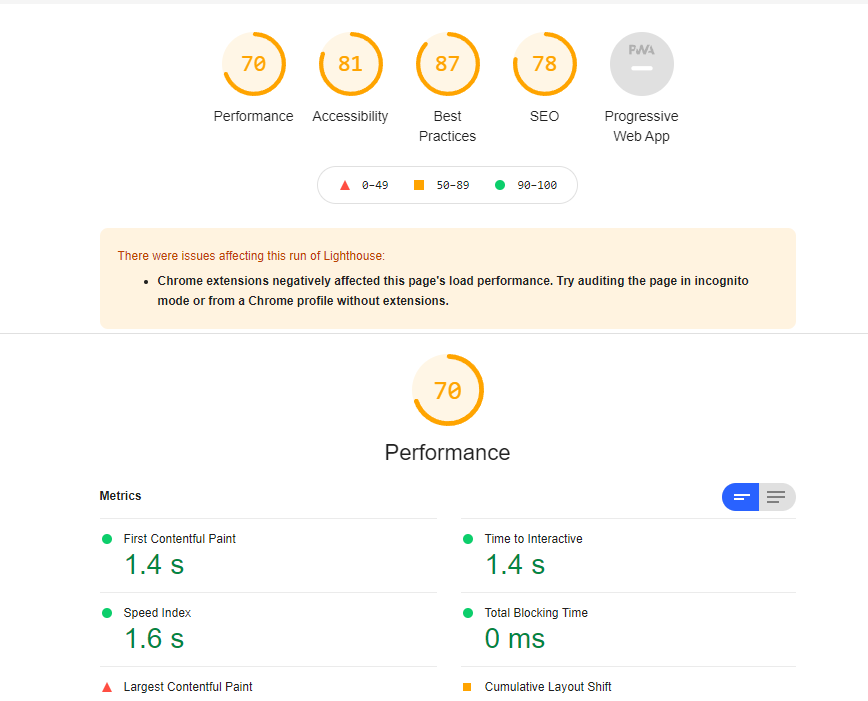 70 81 87 78 PWA
Performance Accessibility Best Practices SEO Progressive Web App
0–49 50–89 90–100
There were issues affecting this run of Lighthouse:
• Chrome extensions negatively affected this page's load performance. Try auditing the page in incognito
mode or from a Chrome profile without extensions.
70
Performance
Metrics
First Contentful Paint
1.4 s
Time to Interactive
1.4 s
Speed Index
1.6 s
Total Blocking Time
0 ms
Largest Contentful Paint
Cumulative Layout Shift